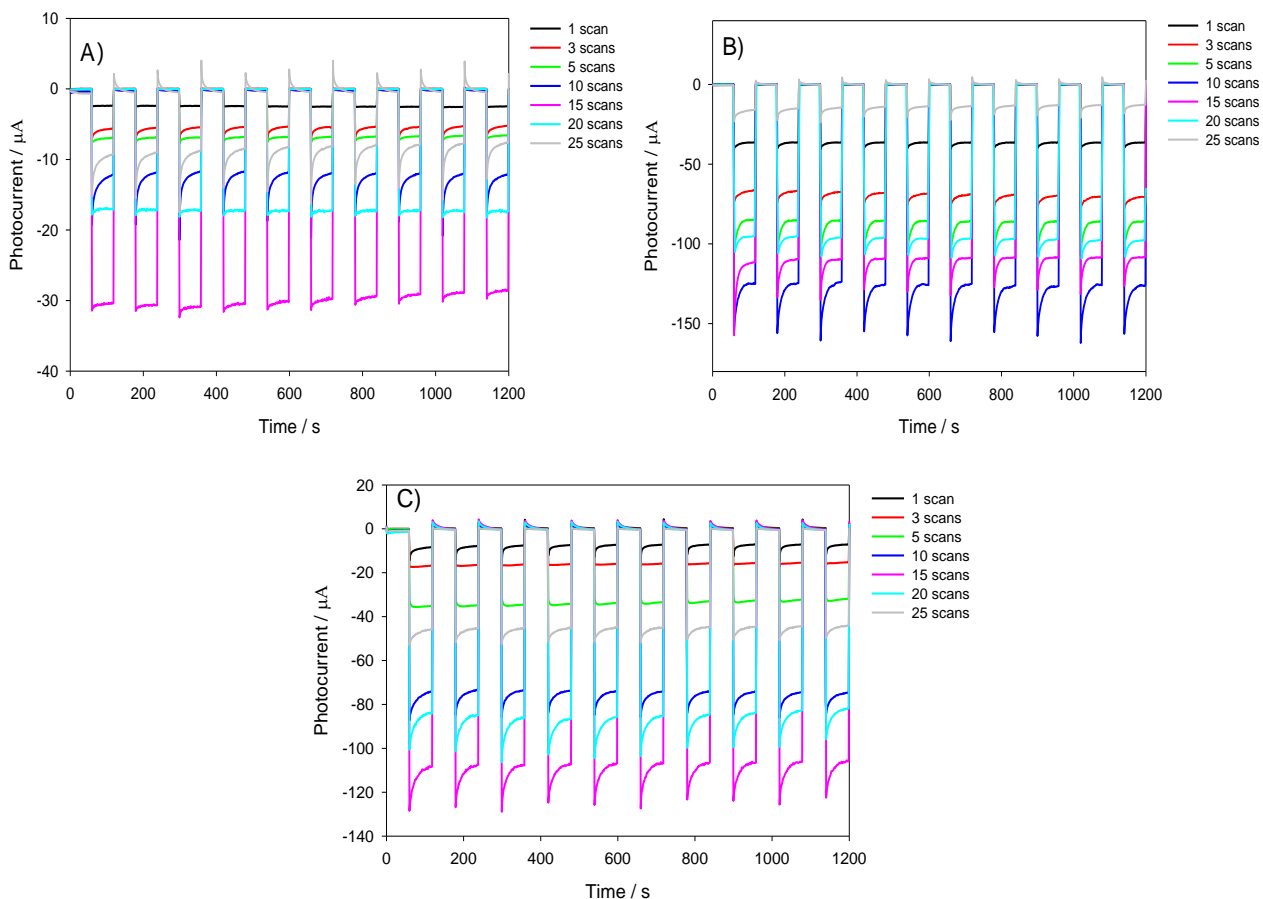 A)
10
0
-10
-20
-30
-40
0 200 400 600 800 1000 1200
Photocurrent / µA
Time / s
1 scan
3 scans
5 scans
10 scans
15 scans
20 scans
25 scans
B)
0
-50
-100
-150
0 200 400 600 800 1000 1200
Photocurrent / µA
Time / s
1 scan
3 scans
5 scans
10 scans
15 scans
20 scans
25 scans
C)
20
0
-20
-40
-60
-80
-100
-120
-140
0 200 400 600 800 1000 1200
Photocurrent / µA
Time / s
1 scan
3 scans
5 scans
10 scans
15 scans
20 scans
25 scans